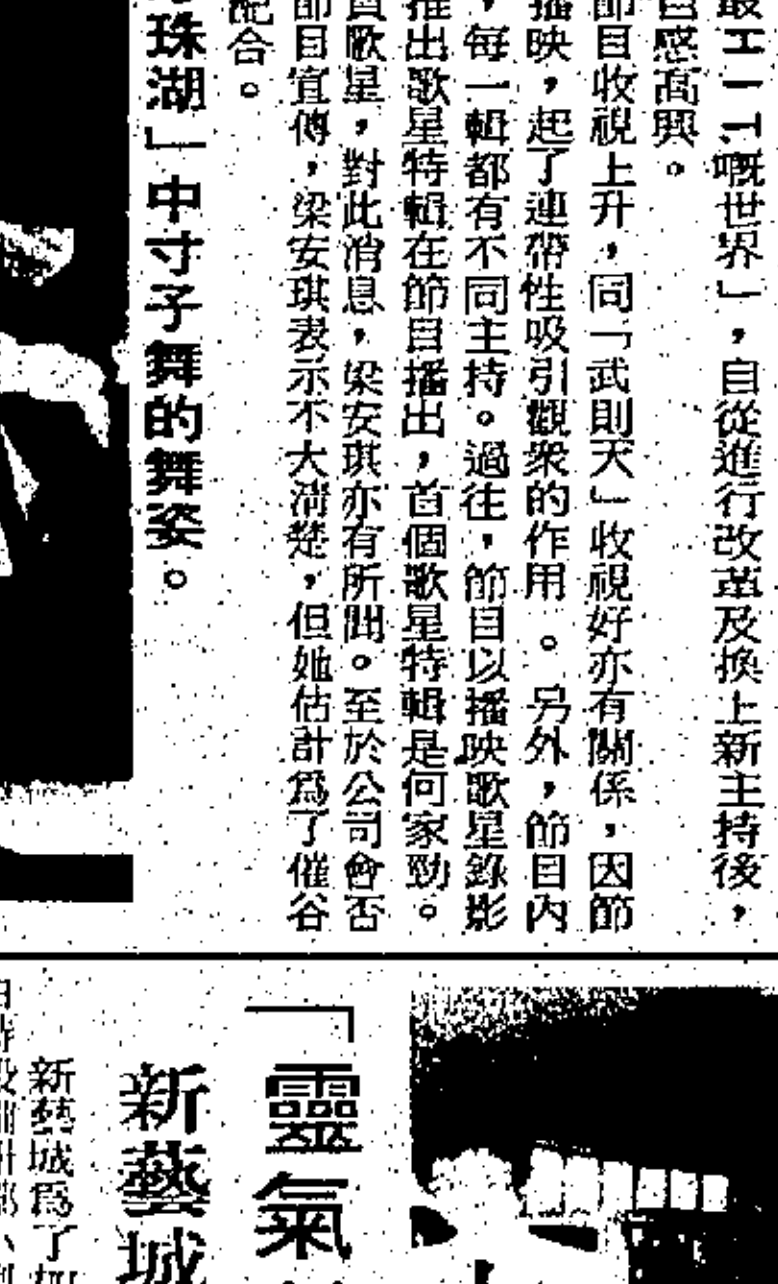 最HIT嘅世界」，自從進行改革及換上新主持後，
感高興。
節目收視上升，同「武則天」收視好亦有關係，因節
播映，起了連帶性吸引觀衆的作用。另外，節目內
，每一輯都有不同主持。過往，節目以播映歌星錄影
推出歌星特輯在節目播出，首個歌星特輯是何家勁。
歌星，對此消息，梁安琪亦有所聞。至於公司會否
節目宣傳，梁安琪表示不大清楚，但她估計爲了催谷
配合。
珠湖」中寸子舞的舞姿。
「靈氣
新藝城
新藝城爲了加